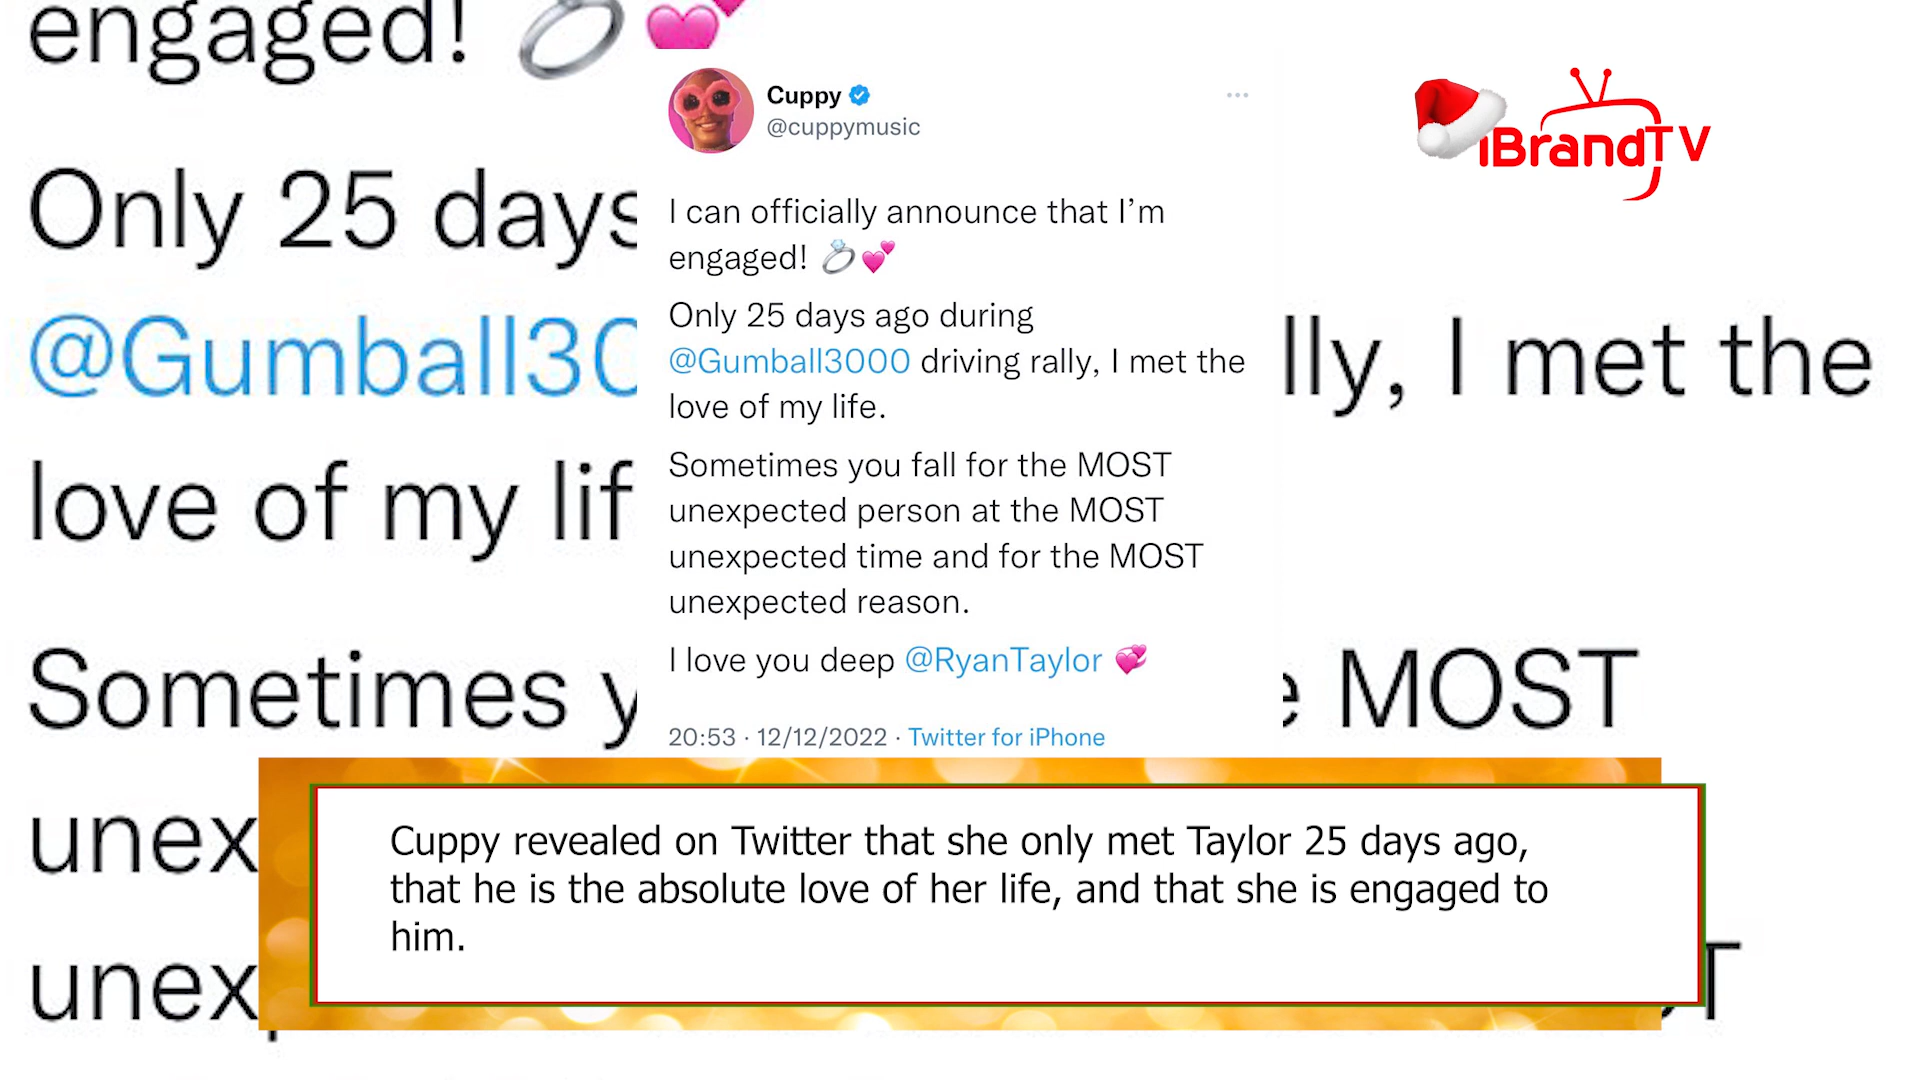 engaged! 💍 💕
Only 25 days
@Gumball30
lly, I met the
love of my lif
Sometimes y
e MOST
unex
unex
T
Cuppy
@cuppymusic
...
I can officially announce that I’m
engaged! 💍💕
Only 25 days ago during
@Gumball3000 driving rally, I met the
love of my life.
Sometimes you fall for the MOST
unexpected person at the MOST
unexpected time and for the MOST
unexpected reason.
I love you deep @RyanTaylor 💞
20:53 · 12/12/2022 · Twitter for iPhone
iBrandTV
Cuppy revealed on Twitter that she only met Taylor 25 days ago,
that he is the absolute love of her life, and that she is engaged to
him.